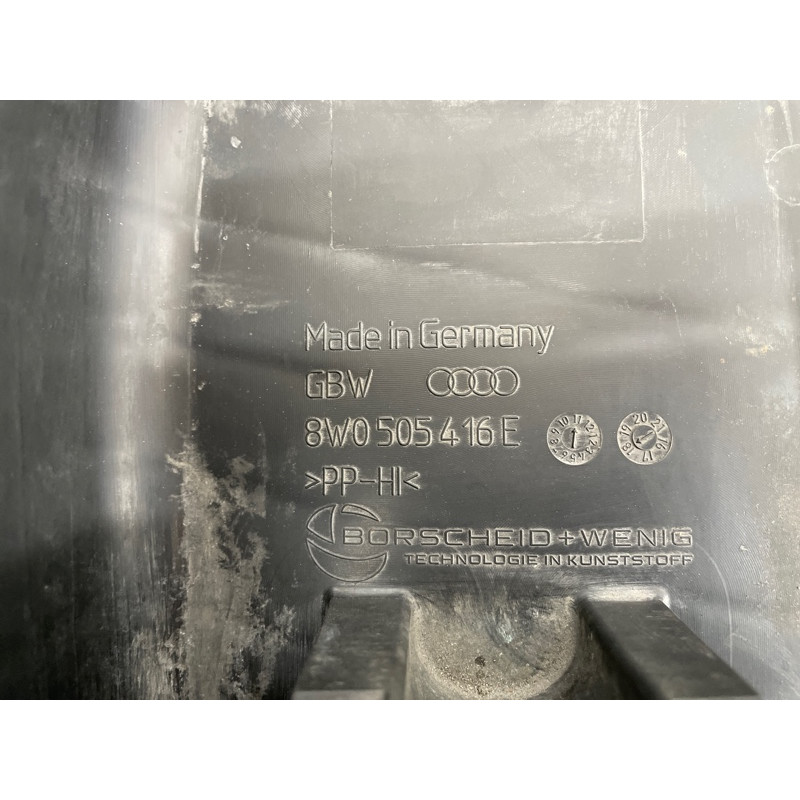 Made in Germany
GBW
8W0 505 416 E
>PP-HI<
BORSCHEID+WENIG
TECHNOLOGIE IN KUNSTSTOFF